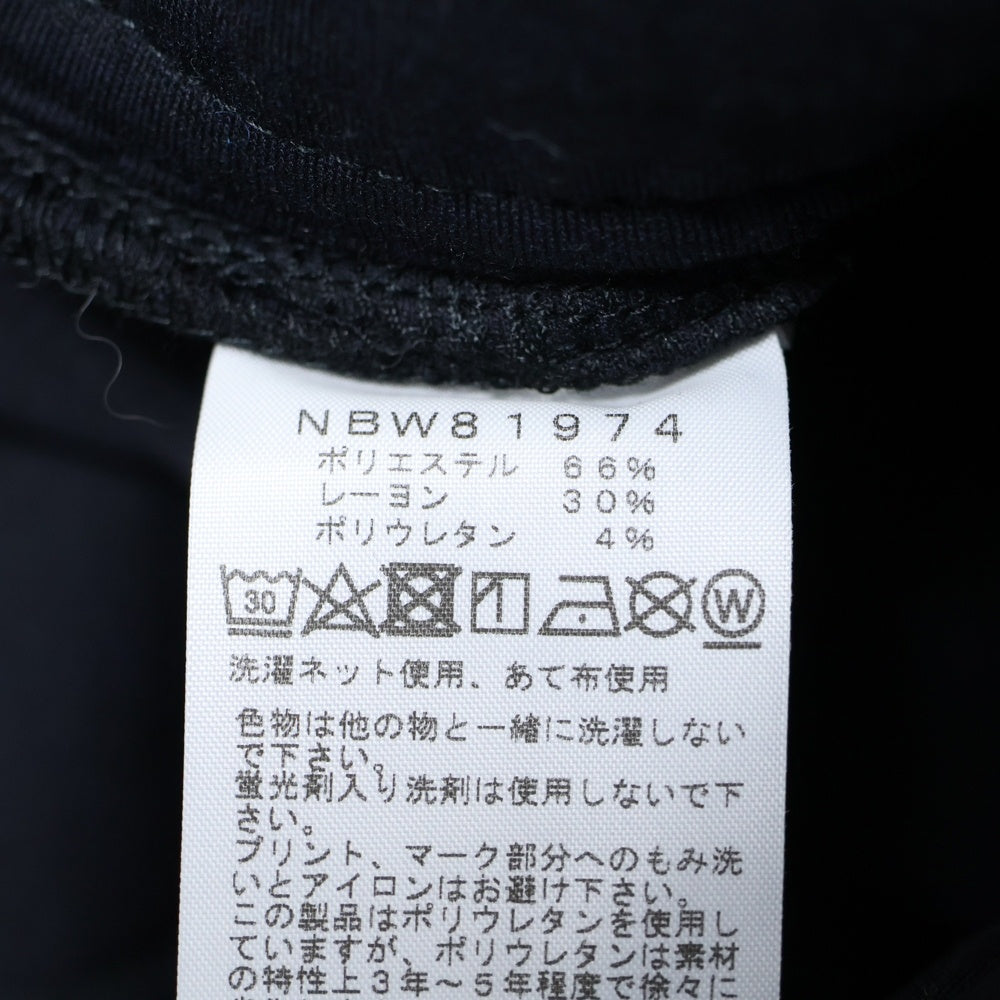 NBW81974
ポリエステル 66%
レーヨン 30%
ポリウレタン 4%
30 W
洗濯ネット使用、あて布使用
色物は他の物と一緒に洗濯しない
で下さい。
蛍光剤入り洗剤は使用しないで下
さい。
プリント、マーク部分へのもみ洗
いとアイロンはお避け下さい。
この製品はポリウレタンを使用し
ていますが、ポリウレタンは素材
の特性上3年～5年程度で徐々に